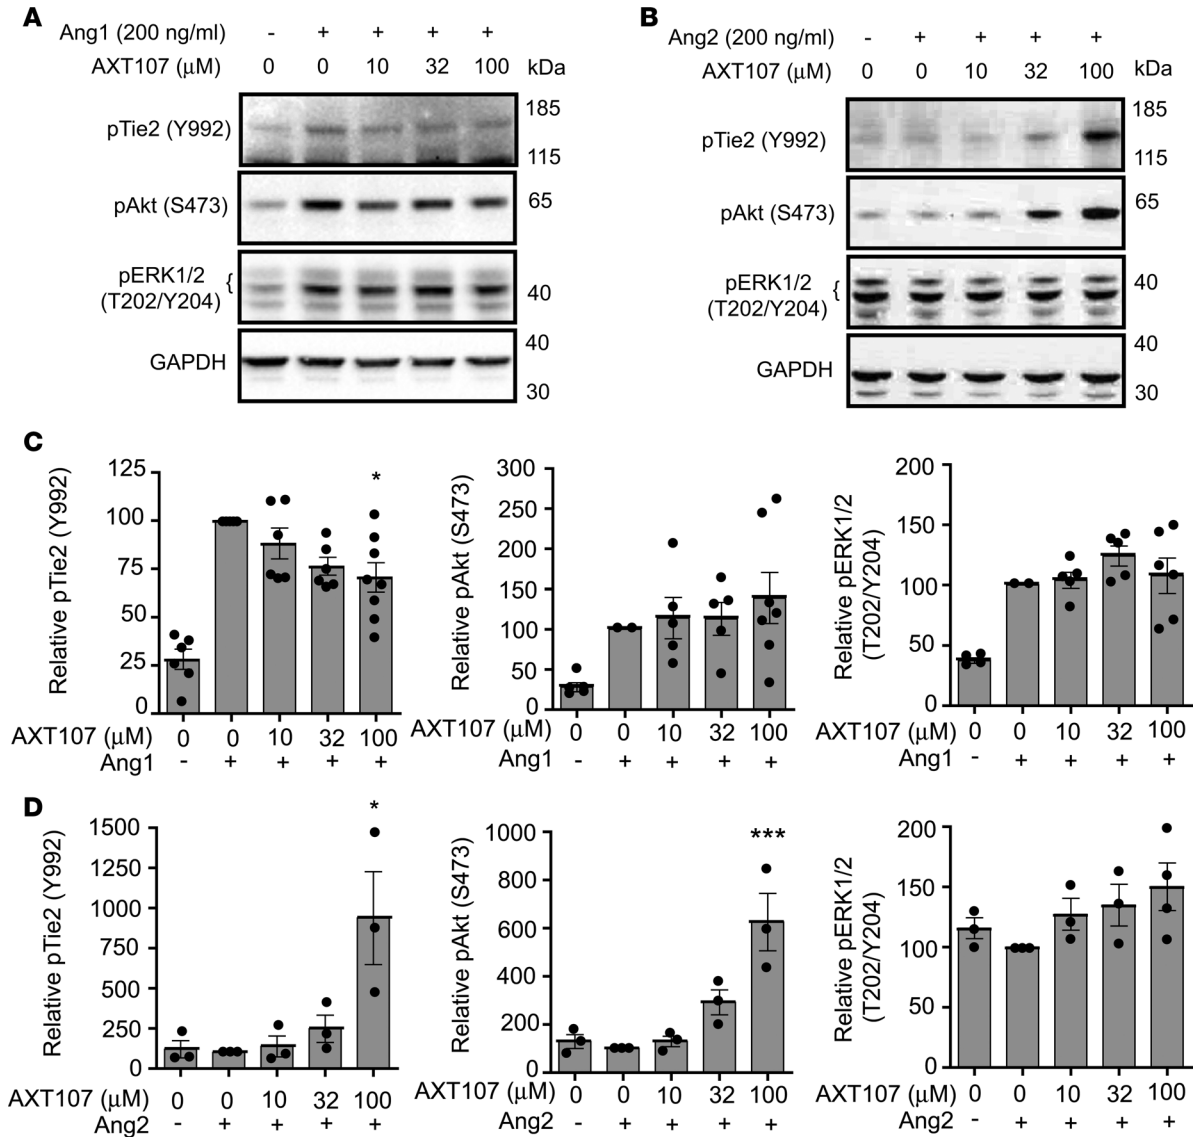 A
Ang1 (200 ng/ml) - + + + +
AXT107 (μM) 0 0 10 32 100 kDa
pTie2 (Y992) 185
115
pAkt (S473) 65
pERK1/2 {
(T202/Y204) 40
GAPDH 40
30
B
Ang2 (200 ng/ml) - + + + +
AXT107 (μM) 0 0 10 32 100 kDa
pTie2 (Y992) 185
115
pAkt (S473) 65
pERK1/2 { 40
(T202/Y204)
GAPDH 40
30
C
Relative pTie2 (Y992)
125
100
75
50
25
0
*
AXT107 (μM) 0 0 10 32 100
Ang1 - + + + +
Relative pAkt (S473)
300
250
200
150
100
50
0
AXT107 (μM) 0 0 10 32 100
Ang1 - + + + +
Relative pERK1/2
(T202/Y204)
200
150
100
50
0
AXT107 (μM) 0 0 10 32 100
Ang1 - + + + +
D
Relative pTie2 (Y992)
1500
1250
1000
750
500
250
0
*
AXT107 (μM) 0 0 10 32 100
Ang2 - + + + +
Relative pAkt (S473)
1000
800
600
400
200
0
***
AXT107 (μM) 0 0 10 32 100
Ang2 - + + + +
Relative pERK1/2
(T202/Y204)
200
150
100
50
0
AXT107 (μM) 0 0 10 32 100
Ang2 - + + + +